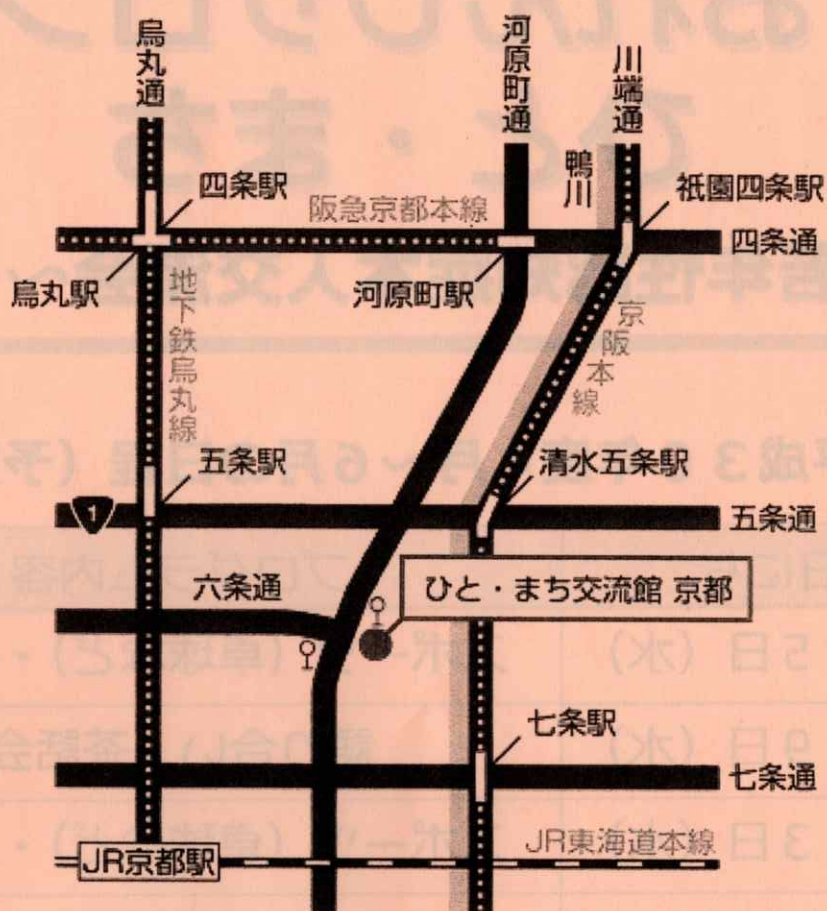 烏丸通
河原町通
川端通
鴨川
四条駅
阪急京都本線
祇園四条駅
四条通
烏丸駅
地下鉄烏丸線
河原町駅
京阪本線
五条駅
清水五条駅
1
五条通
六条通
ひと・まち交流館 京都
七条駅
七条通
JR東海道本線
JR京都駅